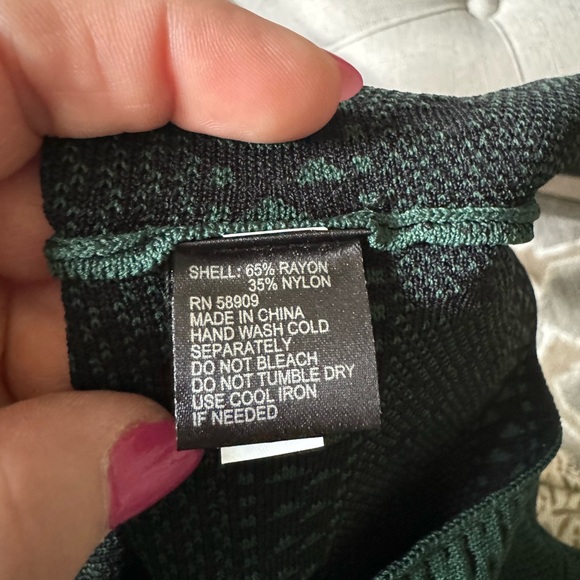 SHELL: 65% RAYON
35% NYLON
RN 58909
MADE IN CHINA
HAND WASH COLD
SEPARATELY
DO NOT BLEACH
DO NOT TUMBLE DRY
USE COOL IRON
IF NEEDED